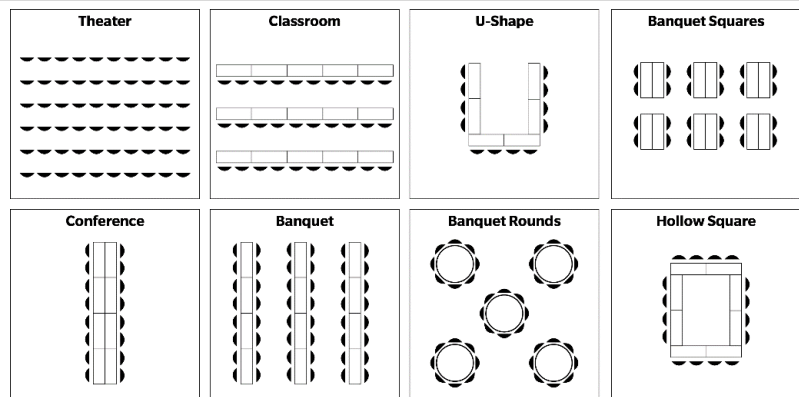 Theater
Classroom
U-Shape
Banquet Squares
Conference
Banquet
Banquet Rounds
Hollow Square